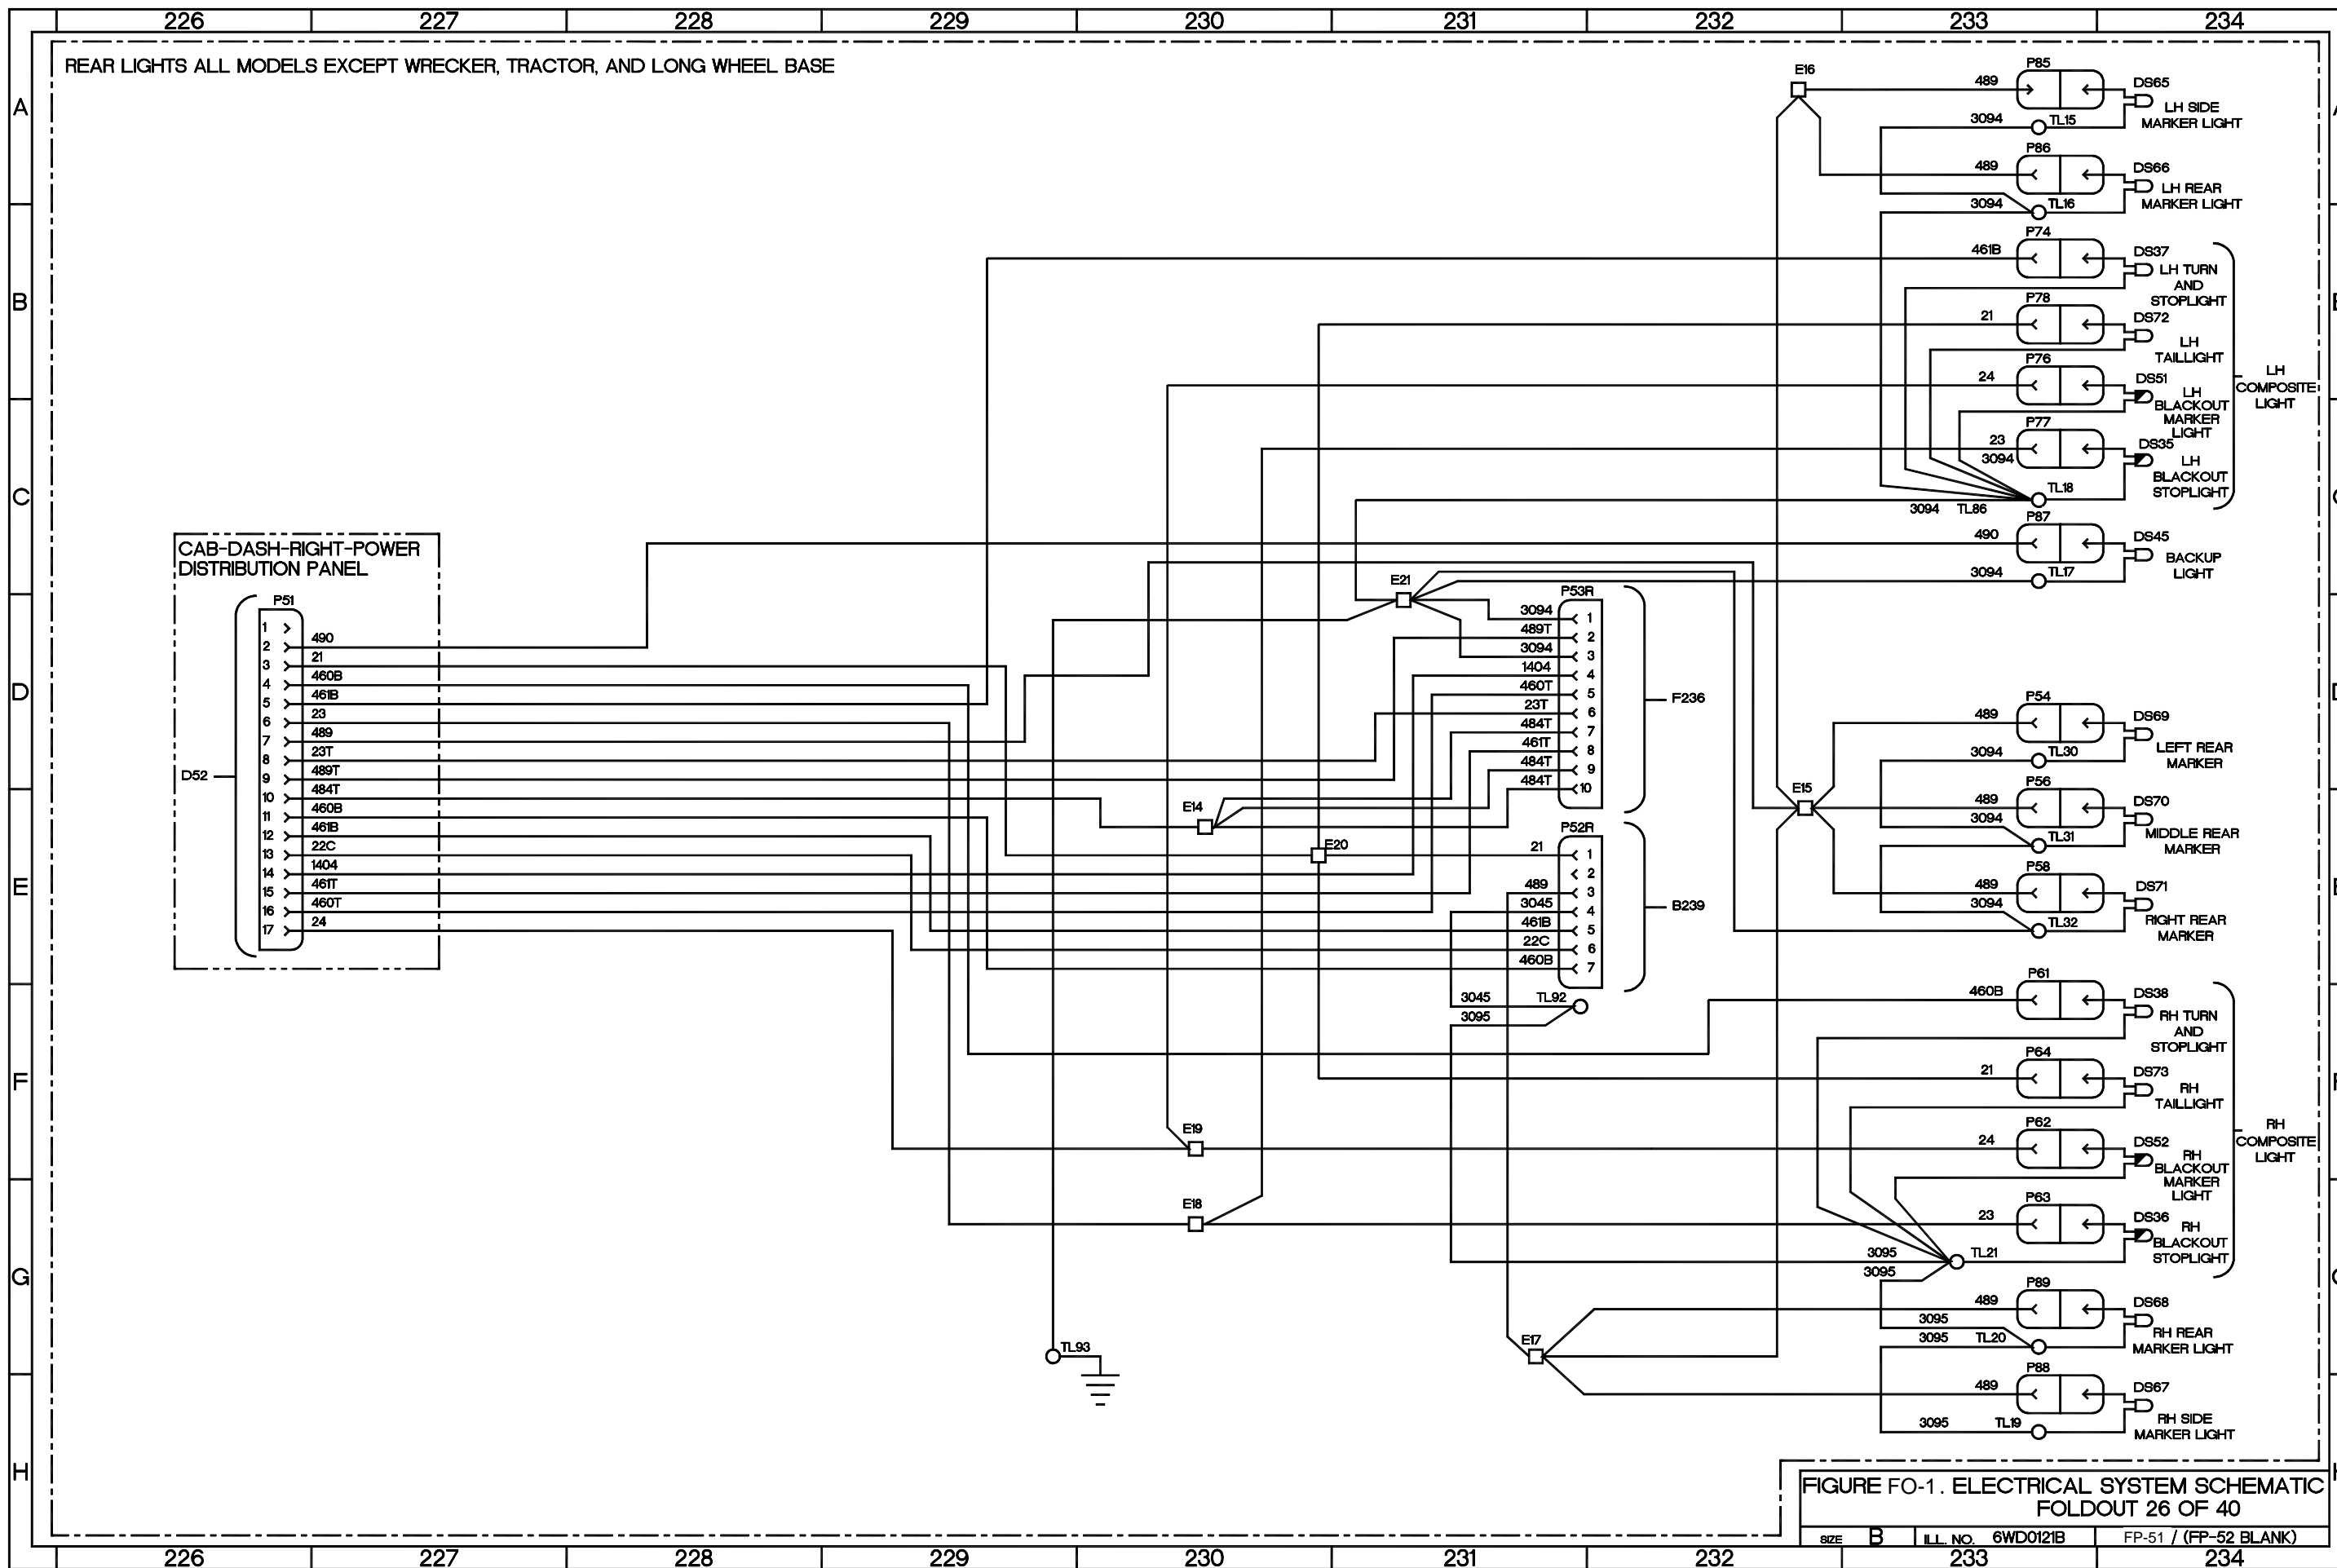 226 227 228 229 230 231 232 233 234
REAR LIGHTS ALL MODELS EXCEPT WRECKER, TRACTOR, AND LONG WHEEL BASE
A
B
C
D
E
F
G
H
CAB-DASH-RIGHT-POWER
DISTRIBUTION PANEL
P51
D52
1
2 490
3 21
4 460B
5 461B
6 23
7 489
8 23T
9 489T
10 484T
11 460B
12 461B
13 22C
14 1404
15 461T
16 460T
17 24
E21
E14
E20
E19
E18
TL93
E17
E16
E15
P53R
3094 1
489T 2
3094 3
1404 4
460T 5
23T 6
484T 7
461T 8
484T 9
484T 10
F236
P52R
21 1
2
489 3
3045 4
461B 5
22C 6
460B 7
B239
3045 TL92
3095
P85
489 DS65
LH SIDE
MARKER LIGHT
3094 TL15
P86
489 DS66
LH REAR
MARKER LIGHT
3094 TL16
P74
461B DS37
LH TURN
AND
STOPLIGHT
P78
21 DS72
LH
TAILLIGHT
P76
24 DS51
LH
BLACKOUT
MARKER
LIGHT
P77
23 DS35
3094
LH
BLACKOUT
STOPLIGHT
TL18
3094 TL86
LH
COMPOSITE
LIGHT
P87
490 DS45
BACKUP
LIGHT
3094 TL17
P54
489 DS69
LEFT REAR
MARKER
3094 TL30
P56
489 DS70
3094
MIDDLE REAR
MARKER
TL31
P58
489 DS71
3094
RIGHT REAR
MARKER
TL32
P61
460B DS38
RH TURN
AND
STOPLIGHT
P64
21 DS73
RH
TAILLIGHT
P62
24 DS52
RH
BLACKOUT
MARKER
LIGHT
P63
23 DS36
RH
BLACKOUT
STOPLIGHT
RH
COMPOSITE
LIGHT
3095 TL21
3095
P89
489 DS68
3095
RH REAR
MARKER LIGHT
3095 TL20
P88
489 DS67
RH SIDE
MARKER LIGHT
3095 TL19
FIGURE FO-1. ELECTRICAL SYSTEM SCHEMATIC
FOLDOUT 26 OF 40
SIZE B ILL. NO. 6WD0121B FP-51 / (FP-52 BLANK)
226 227 228 229 230 231 232 233 234